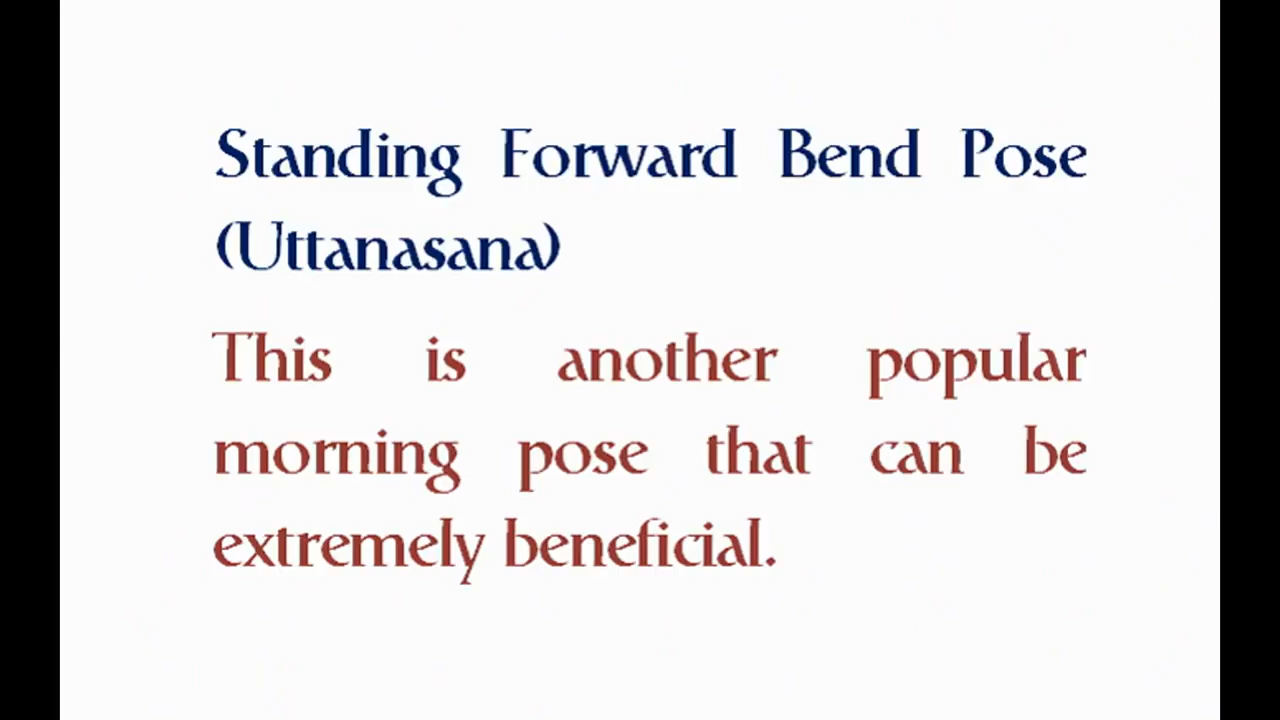 Standing Forward Bend Pose
(Uttanasana)
This is another popular
morning pose that can be
extremely beneficial.